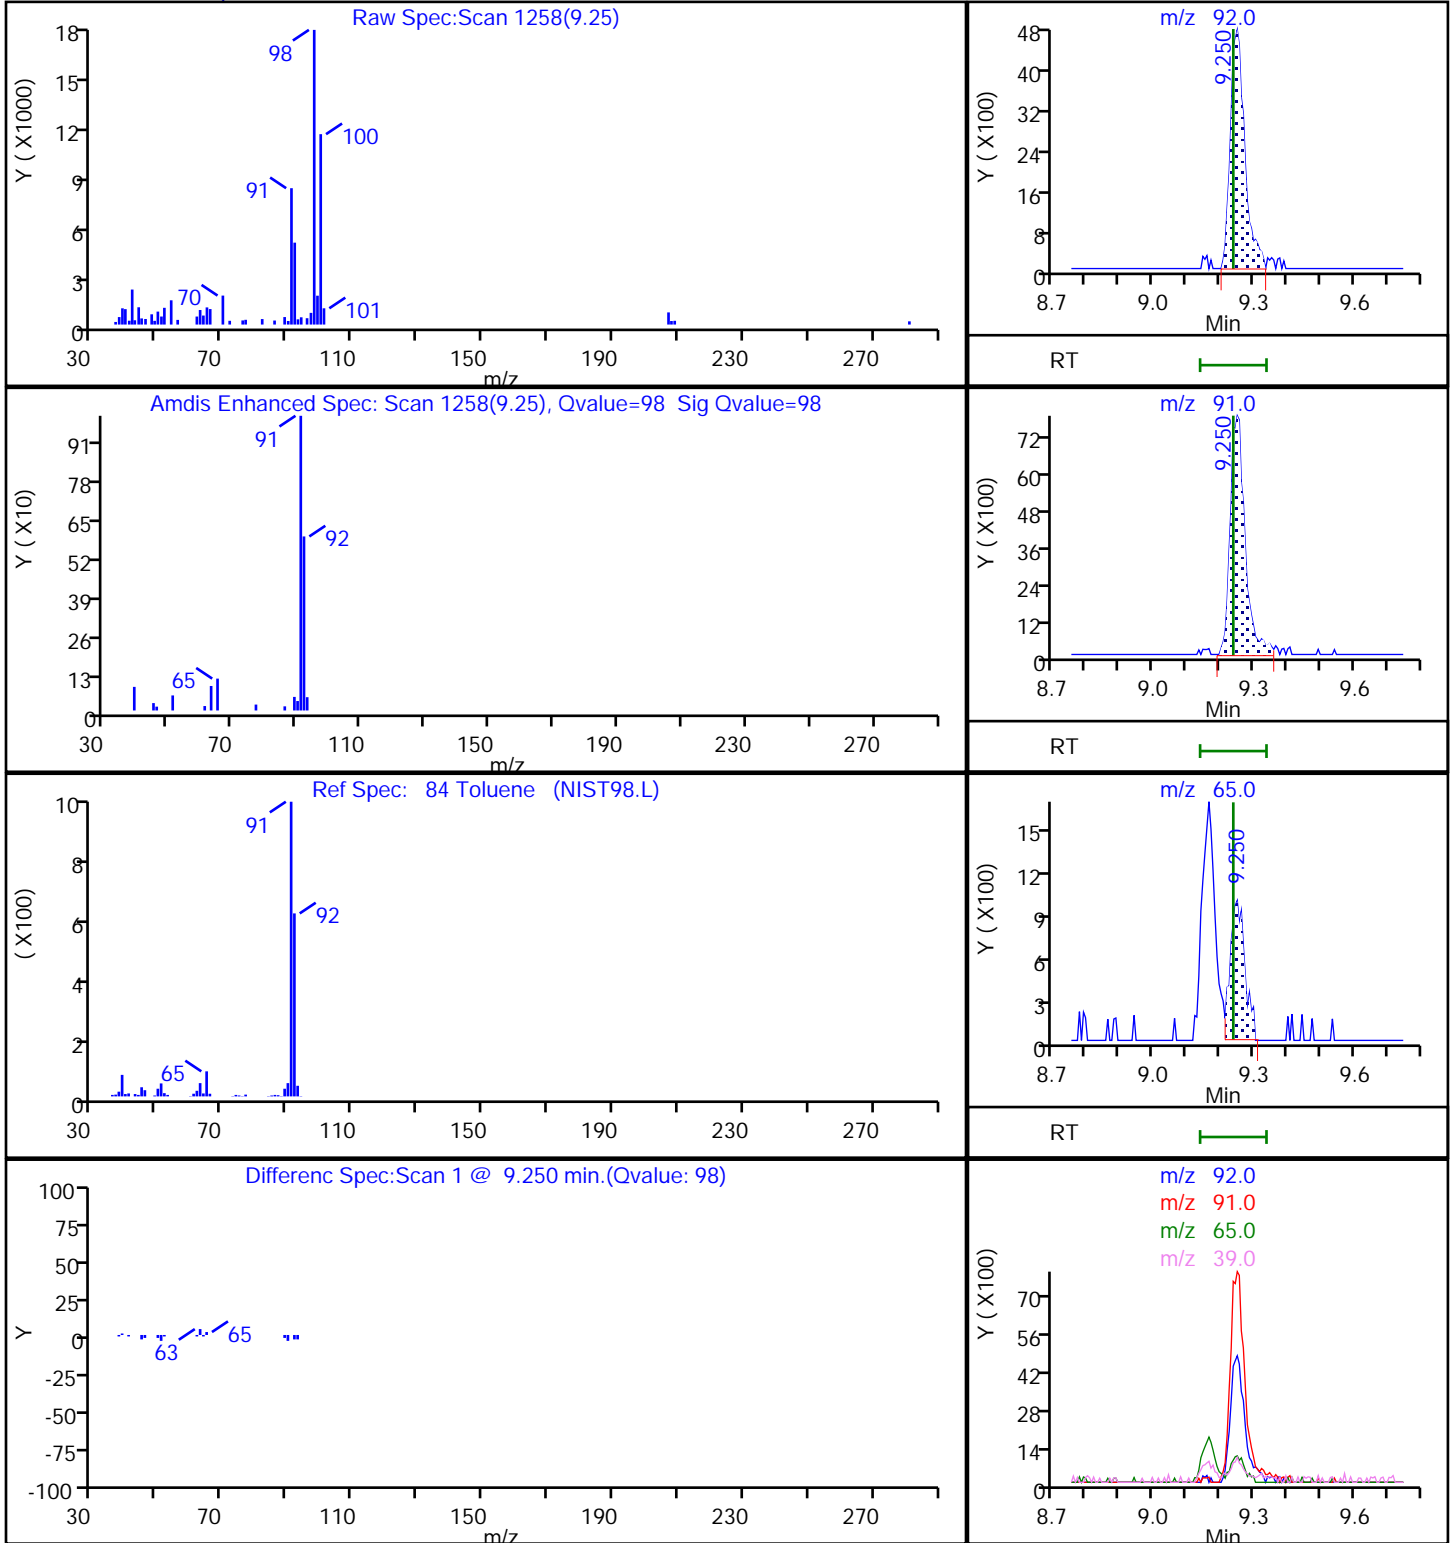 Raw Spec:Scan 1258(9.25)
Y ( X1000)
18
15
12
9
6
3
0
98
100
91
70
101
30 70 110 150 190 230 270
m/z
m/z 92.0
Y ( X100)
48
40
32
24
16
8
0
9.250
8.7 9.0 9.3 9.6
Min
RT
Amdis Enhanced Spec: Scan 1258(9.25), Qvalue=98 Sig Qvalue=98
Y ( X10)
91
78
65
52
39
26
13
0
91
92
65
30 70 110 150 190 230 270
m/z
m/z 91.0
Y ( X100)
72
60
48
36
24
12
0
9.250
8.7 9.0 9.3 9.6
Min
RT
Ref Spec: 84 Toluene (NIST98.L)
( X100)
10
8
6
4
2
0
91
92
65
30 70 110 150 190 230 270
m/z 65.0
Y ( X100)
15
12
9
6
3
0
9.250
8.7 9.0 9.3 9.6
Min
RT
Differenc Spec:Scan 1 @ 9.250 min.(Qvalue: 98)
Y
100
75
50
25
0
-25
-50
-75
-100
63
65
30 70 110 150 190 230 270
m/z
m/z 92.0
m/z 91.0
m/z 65.0
m/z 39.0
Y ( X100)
70
56
42
28
14
0
8.7 9.0 9.3 9.6
Min